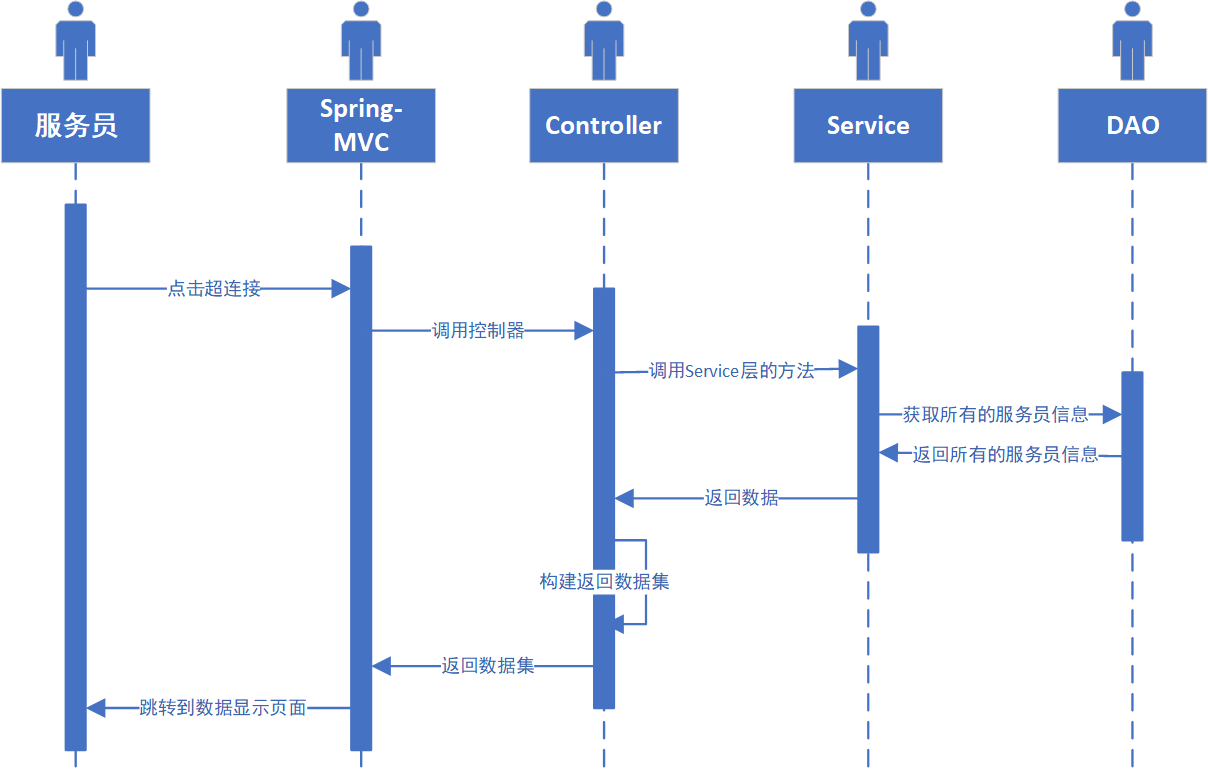 服务员
Spring-
MVC
Controller
Service
DAO
点击超连接
调用控制器
调用Service层的方法
获取所有的服务员信息
返回所有的服务员信息
返回数据
构建返回数据集
返回数据集
跳转到数据显示页面